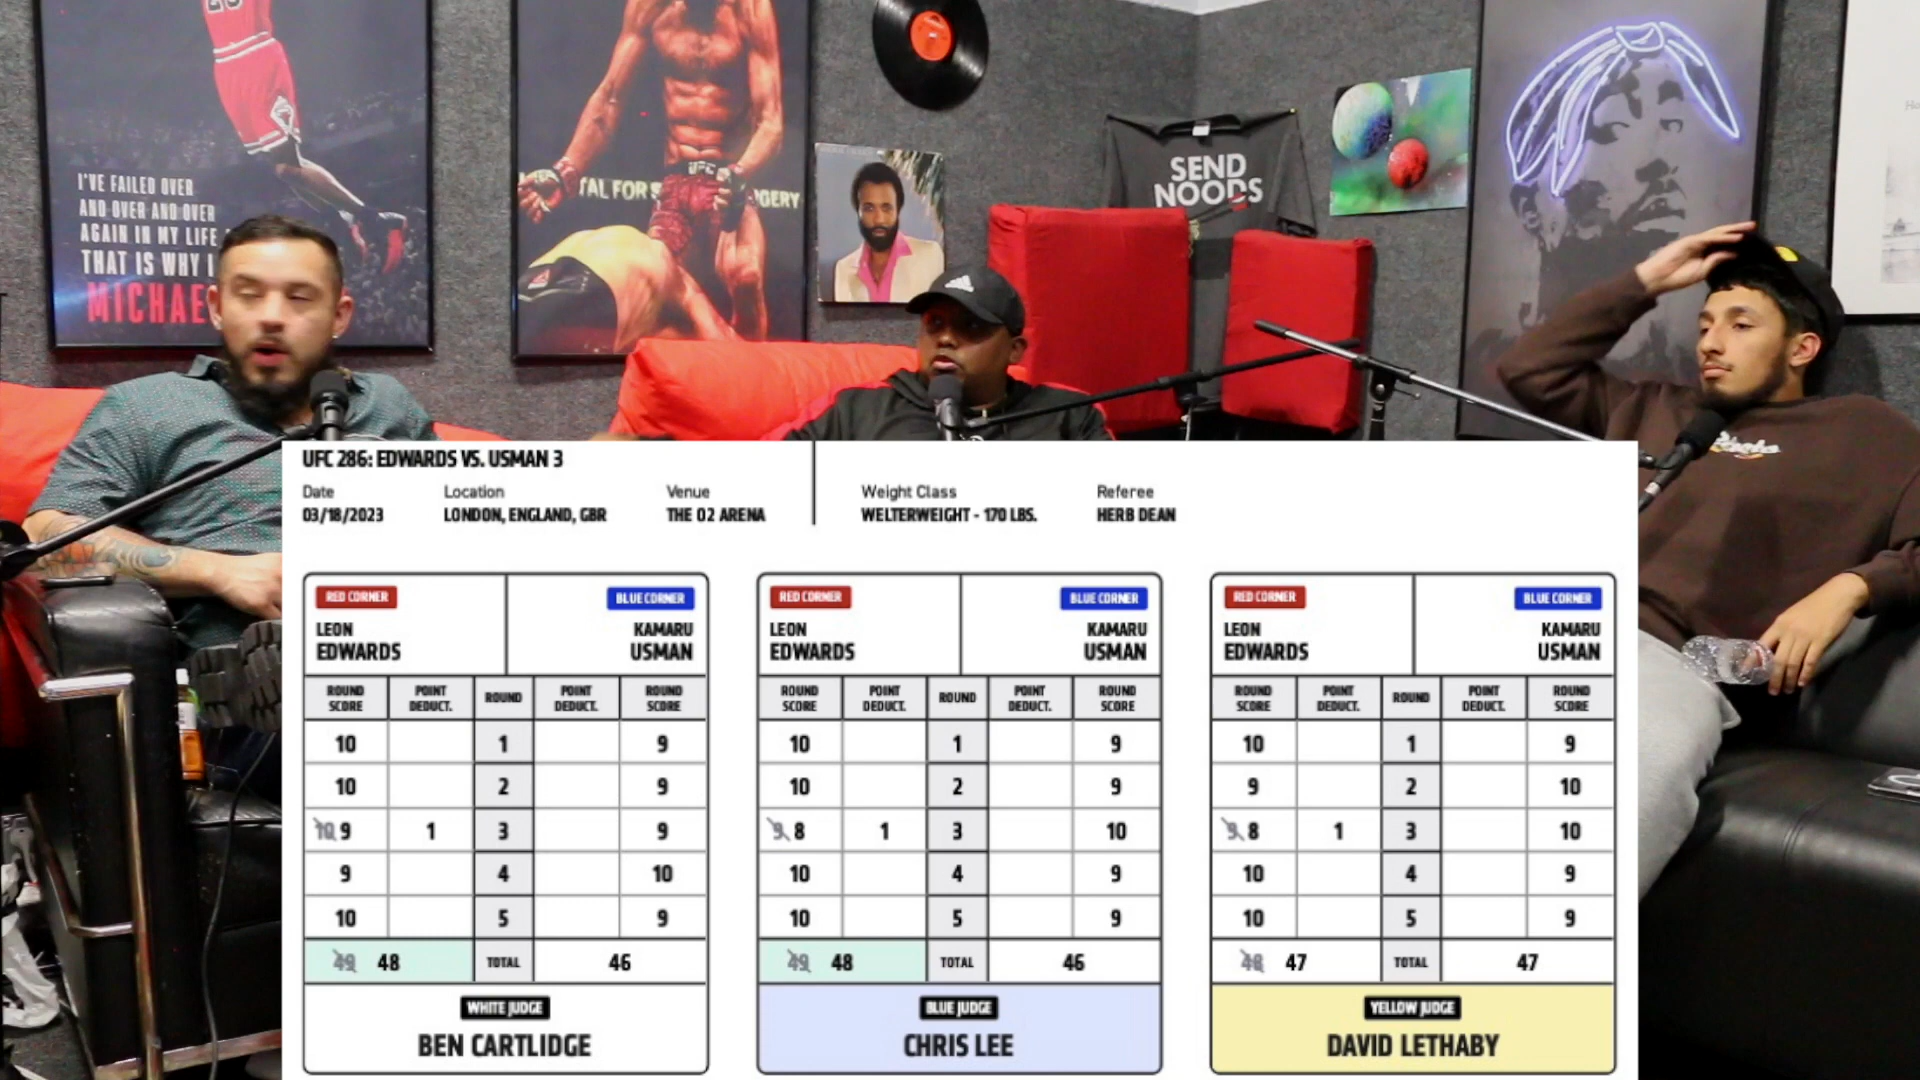 23
I'VE FAILED OVER
AND OVER AND OVER
AGAIN IN MY LIFE
THAT IS WHY I
MICHAE
UFC
TAL FOR S
GERY
SEND
NOODS
UFC 286: EDWARDS VS. USMAN 3
Date
Location
Venue
Weight Class
Referee
03/18/2023
LONDON, ENGLAND, GBR
THE O2 ARENA
WELTERWEIGHT - 170 LBS.
HERB DEAN
RED CORNER
BLUE CORNER
LEON
EDWARDS
KAMARU
USMAN
ROUND SCORE
POINT DEDUCT.
ROUND
POINT DEDUCT.
ROUND SCORE
10 1 9
10 2 9
10 9 1 3 9
9 4 10
10 5 9
49 48 TOTAL 46
WHITE JUDGE
BEN CARTLIDGE
RED CORNER
BLUE CORNER
LEON
EDWARDS
KAMARU
USMAN
ROUND SCORE
POINT DEDUCT.
ROUND
POINT DEDUCT.
ROUND SCORE
10 1 9
10 2 9
9 8 1 3 10
10 4 9
10 5 9
49 48 TOTAL 46
BLUE JUDGE
CHRIS LEE
RED CORNER
BLUE CORNER
LEON
EDWARDS
KAMARU
USMAN
ROUND SCORE
POINT DEDUCT.
ROUND
POINT DEDUCT.
ROUND SCORE
10 1 9
9 2 10
9 8 1 3 10
10 4 9
10 5 9
48 47 TOTAL 47
YELLOW JUDGE
DAVID LETHABY